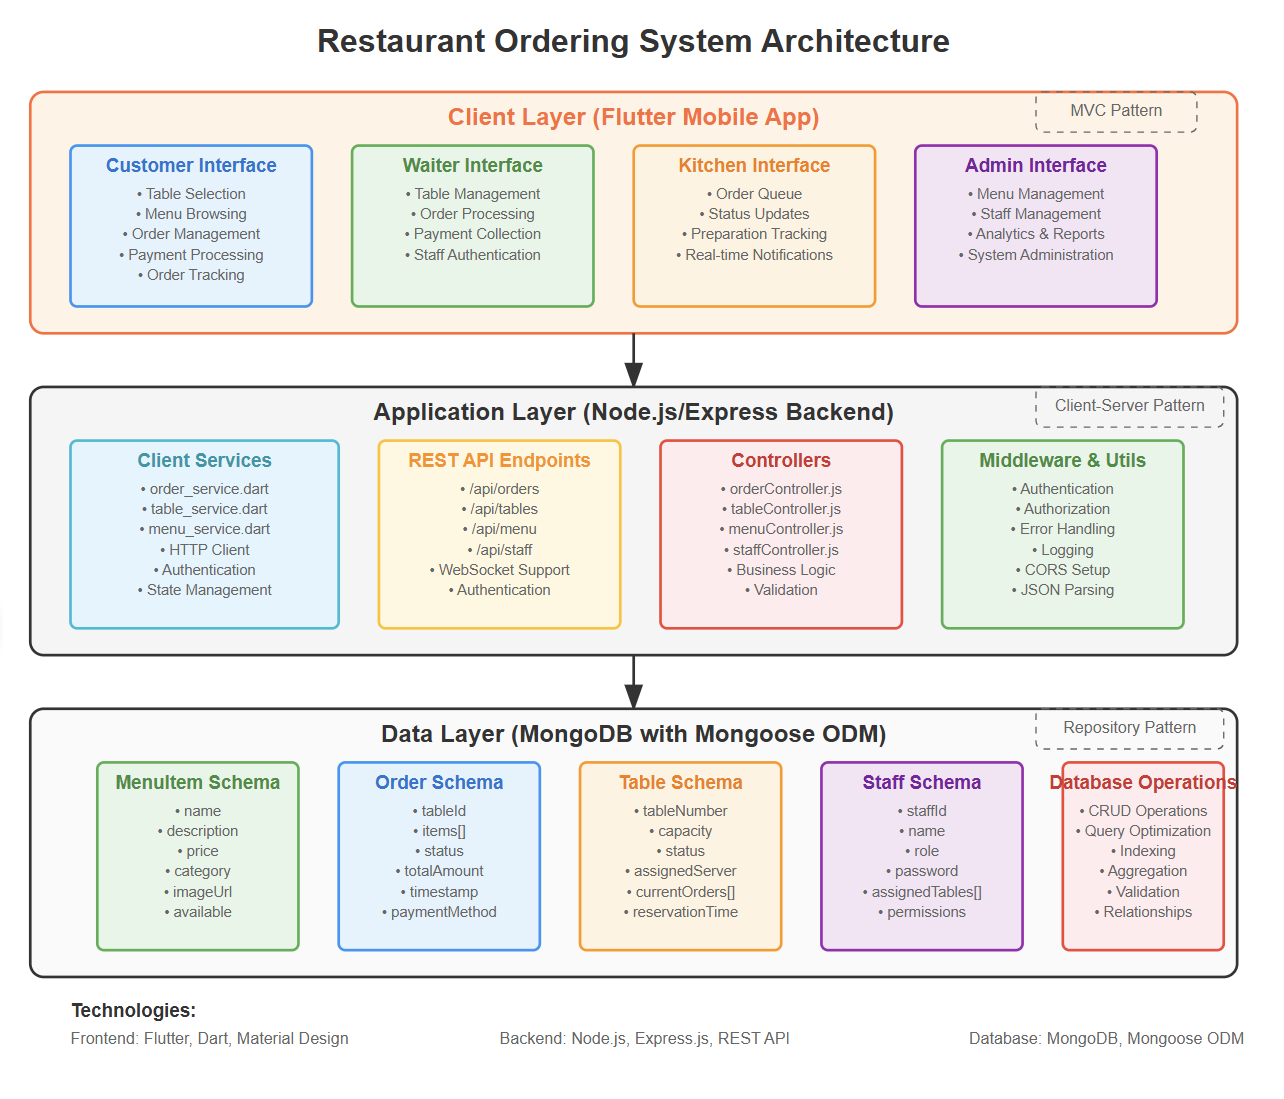 Restaurant Ordering System Architecture
Client Layer (Flutter Mobile App)
MVC Pattern
Customer Interface
• Table Selection
• Menu Browsing
• Order Management
• Payment Processing
• Order Tracking
Waiter Interface
• Table Management
• Order Processing
• Payment Collection
• Staff Authentication
Kitchen Interface
• Order Queue
• Status Updates
• Preparation Tracking
• Real-time Notifications
Admin Interface
• Menu Management
• Staff Management
• Analytics & Reports
• System Administration
Application Layer (Node.js/Express Backend)
Client-Server Pattern
Client Services
• order_service.dart
• table_service.dart
• menu_service.dart
• HTTP Client
• Authentication
• State Management
REST API Endpoints
• /api/orders
• /api/tables
• /api/menu
• /api/staff
• WebSocket Support
• Authentication
Controllers
• orderController.js
• tableController.js
• menuController.js
• staffController.js
• Business Logic
• Validation
Middleware & Utils
• Authentication
• Authorization
• Error Handling
• Logging
• CORS Setup
• JSON Parsing
Data Layer (MongoDB with Mongoose ODM)
Repository Pattern
MenuItem Schema
• name
• description
• price
• category
• imageUrl
• available
Order Schema
• tableId
• items[]
• status
• totalAmount
• timestamp
• paymentMethod
Table Schema
• tableNumber
• capacity
• status
• assignedServer
• currentOrders[]
• reservationTime
Staff Schema
• staffId
• name
• role
• password
• assignedTables[]
• permissions
Database Operations
• CRUD Operations
• Query Optimization
• Indexing
• Aggregation
• Validation
• Relationships
Technologies:
Frontend: Flutter, Dart, Material Design
Backend: Node.js, Express.js, REST API
Database: MongoDB, Mongoose ODM